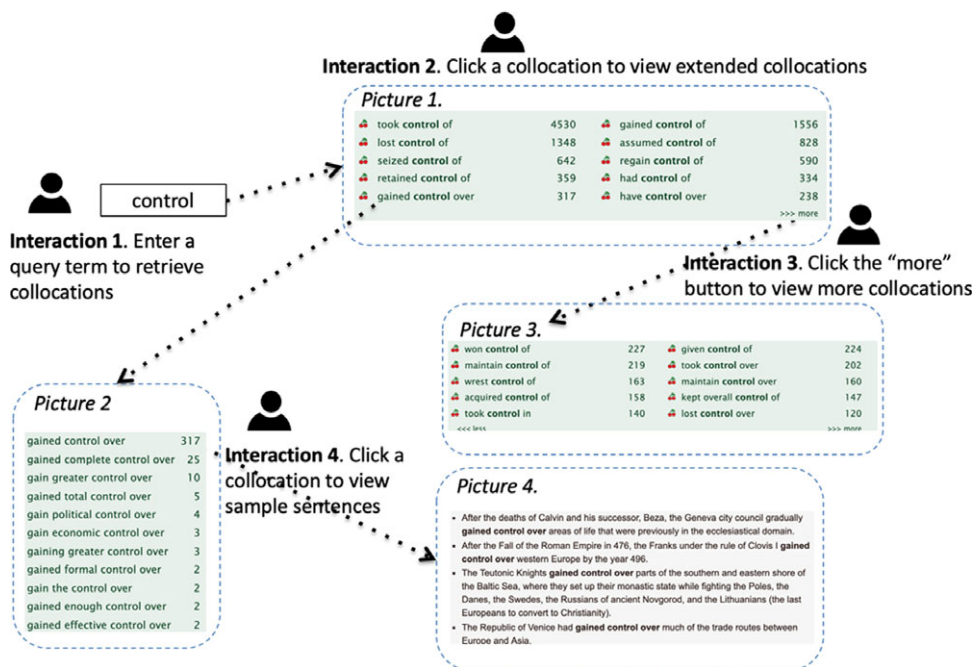 Interaction 2. Click a collocation to view extended collocations
Picture 1.
took control of 4530 gained control of 1556
lost control of 1348 assumed control of 828
seized control of 642 regain control of 590
retained control of 359 had control of 334
gained control over 317 have control over 238
>>> more
control
Interaction 1. Enter a
query term to retrieve
collocations
Interaction 3. Click the “more”
button to view more collocations
Picture 3.
won control of 227 given control of 224
maintain control of 219 took control over 202
wrest control of 163 maintain control over 160
acquired control of 158 kept overall control of 147
took control in 140 lost control over 120
<<< less >>> more
Picture 2
gained control over 317
gained complete control over 25
gain greater control over 10
gained total control over 5
gain political control over 4
gain economic control over 3
gaining greater control over 3
gained formal control over 2
gain the control over 2
gained enough control over 2
gained effective control over 2
Interaction 4. Click a
collocation to view
sample sentences
Picture 4.
• After the deaths of Calvin and his successor, Beza, the Geneva city council gradually
gained control over areas of life that were previously in the ecclesiastical domain.
• After the Fall of the Roman Empire in 476, the Franks under the rule of Clovis I gained
control over western Europe by the year 496.
• The Teutonic Knights gained control over parts of the southern and eastern shore of
the Baltic Sea, where they set up their monastic state while fighting the Poles, the
Danes, the Swedes, the Russians of ancient Novgorod, and the Lithuanians (the last
Europeans to convert to Christianity).
• The Republic of Venice had gained control over much of the trade routes between
Europe and Asia.